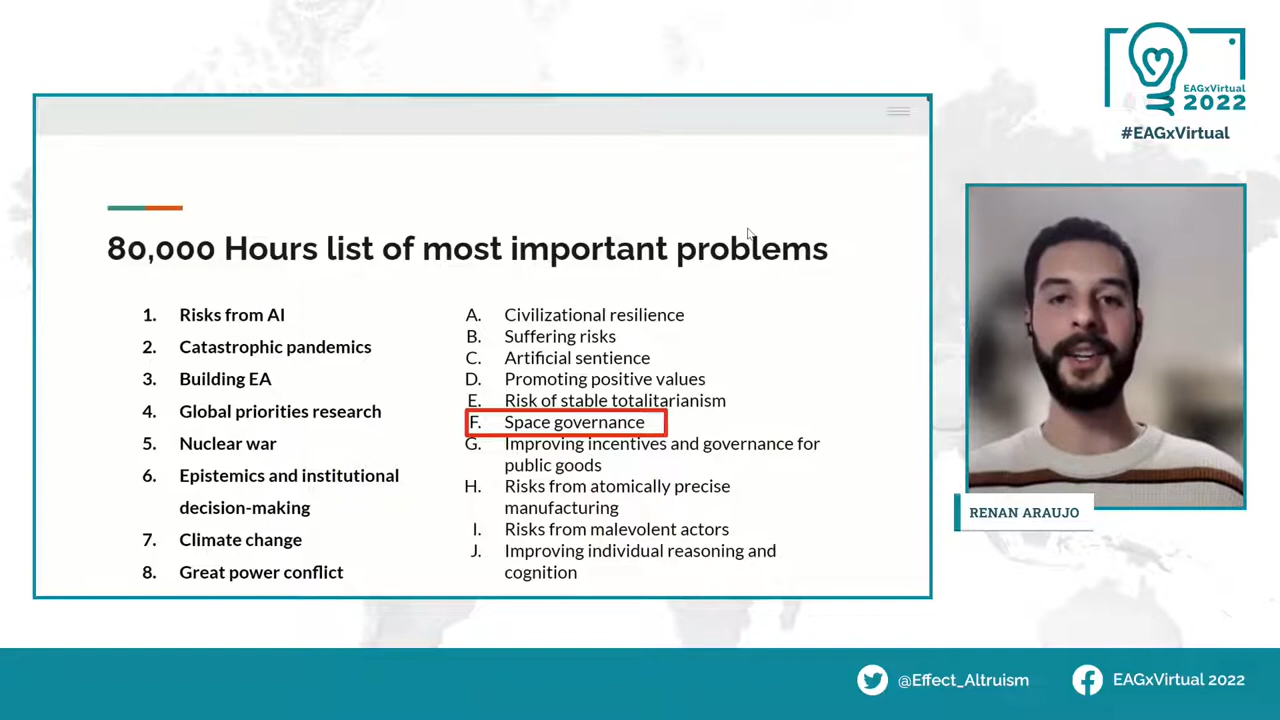 EAGxVirtual
2022
#EAGxVirtual
80,000 Hours list of most important problems
1. Risks from AI
2. Catastrophic pandemics
3. Building EA
4. Global priorities research
5. Nuclear war
6. Epistemics and institutional
decision-making
7. Climate change
8. Great power conflict
A. Civilizational resilience
B. Suffering risks
C. Artificial sentience
D. Promoting positive values
E. Risk of stable totalitarianism
F. Space governance
G. Improving incentives and governance for
public goods
H. Risks from atomically precise
manufacturing
I. Risks from malevolent actors
J. Improving individual reasoning and
cognition
RENAN ARAUJO
@Effect_Altruism
EAGxVirtual 2022